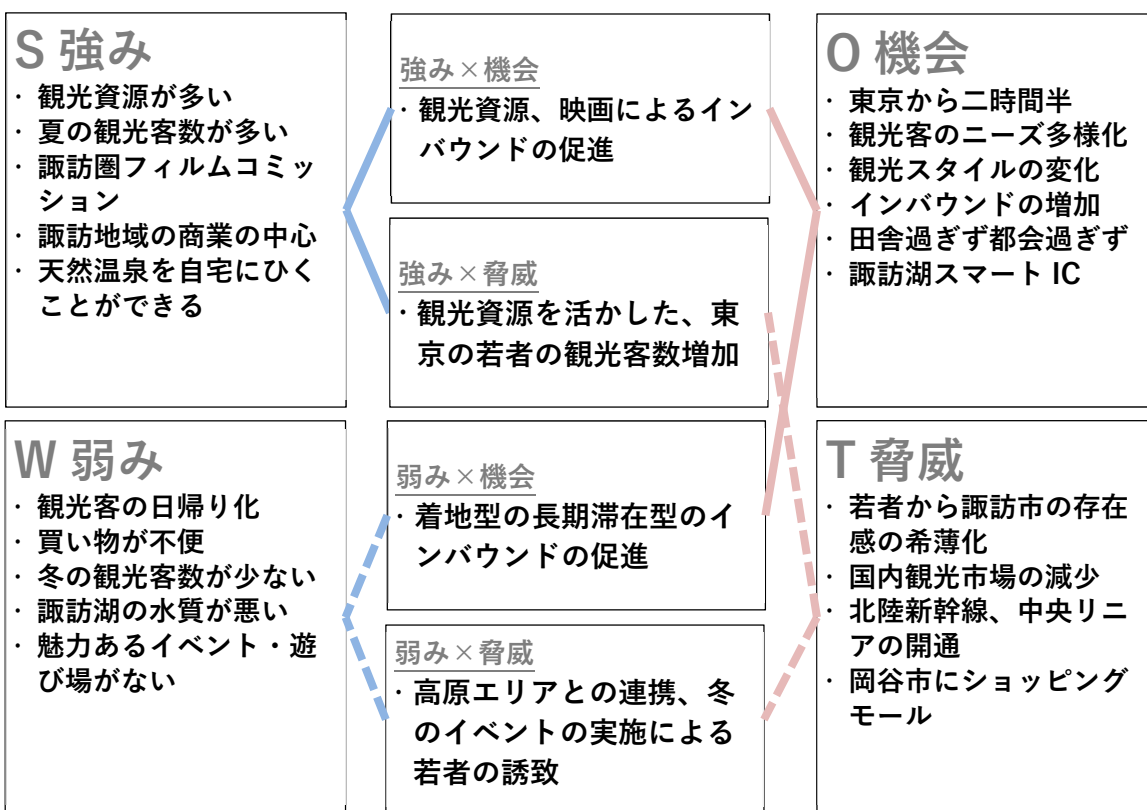 S 強み
・ 観光資源が多い
・ 夏の観光客数が多い
・ 諏訪圏フィルムコミッ
ション
・ 諏訪地域の商業の中心
・ 天然温泉を自宅にひく
ことができる
強み×機会
・ 観光資源、映画によるイン
バウンドの促進
強み×脅威
・ 観光資源を活かした、東
京の若者の観光客数増加
O 機会
・ 東京から二時間半
・ 観光客のニーズ多様化
・ 観光スタイルの変化
・ インバウンドの増加
・ 田舎過ぎず都会過ぎず
・ 諏訪湖スマート IC
W 弱み
・ 観光客の日帰り化
・ 買い物が不便
・ 冬の観光客数が少ない
・ 諏訪湖の水質が悪い
・ 魅力あるイベント・遊
び場がない
弱み×機会
・ 着地型の長期滞在型のイ
ンバウンドの促進
弱み×脅威
・ 高原エリアとの連携、冬
のイベントの実施による
若者の誘致
T 脅威
・ 若者から諏訪市の存在
感の希薄化
・ 国内観光市場の減少
・ 北陸新幹線、中央リニ
アの開通
・ 岡谷市にショッピング
モール